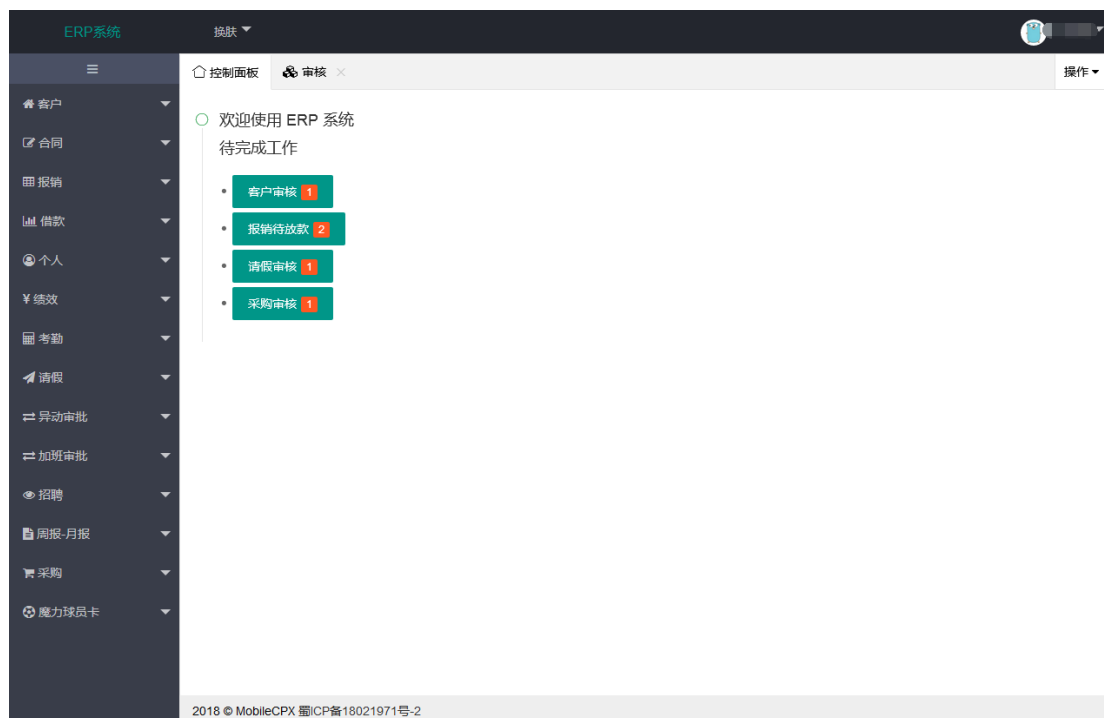 ERP系统
换肤
控制面板
审核
操作
客户
合同
报销
借款
个人
绩效
考勤
请假
异动审批
加班审批
招聘
周报-月报
采购
魔力球员卡
欢迎使用 ERP 系统
待完成工作
客户审核 1
报销待放款 2
请假审核 1
采购审核 1
2018 © MobileCPX 蜀ICP备18021971号-2